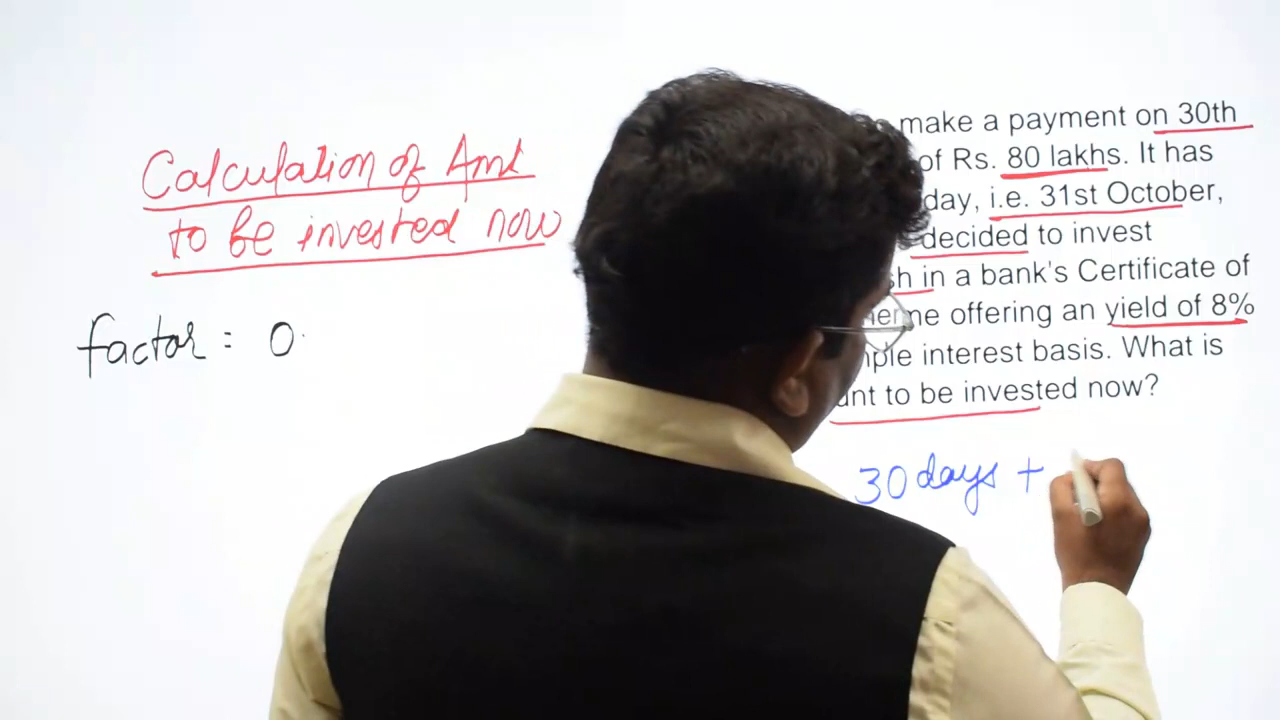 Calculation of Amt
to be invested now
factor = 0.
make a payment on 30th
of Rs. 80 lakhs. It has
day, i.e. 31st October,
decided to invest
in a bank's Certificate of
offering an yield of 8%
interest basis. What is
to be invested now?
30 days +